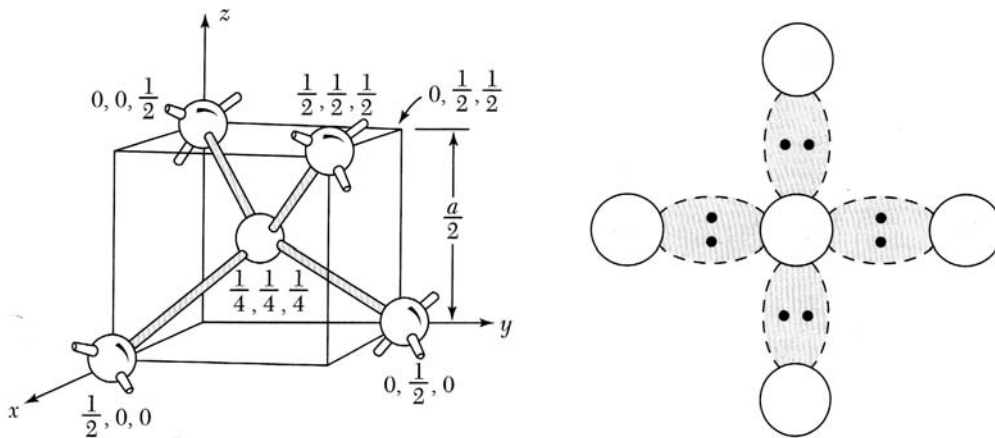 z
0, 0, 1/2
1/2, 1/2, 1/2
0, 1/2, 1/2
a/2
1/4, 1/4, 1/4
y
0, 1/2, 0
x
1/2, 0, 0